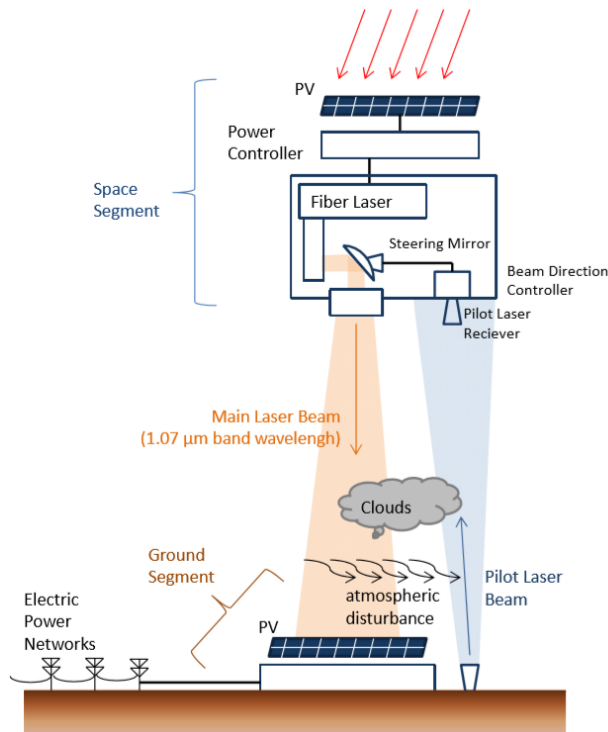 PV
Power
Controller
Space
Segment
Fiber Laser
Steering Mirror
Beam Direction
Controller
Pilot Laser
Reciever
Main Laser Beam
(1.07 µm band wavelengh)
Clouds
Ground
Segment
Pilot Laser
Beam
atmospheric
disturbance
Electric
Power
Networks
PV